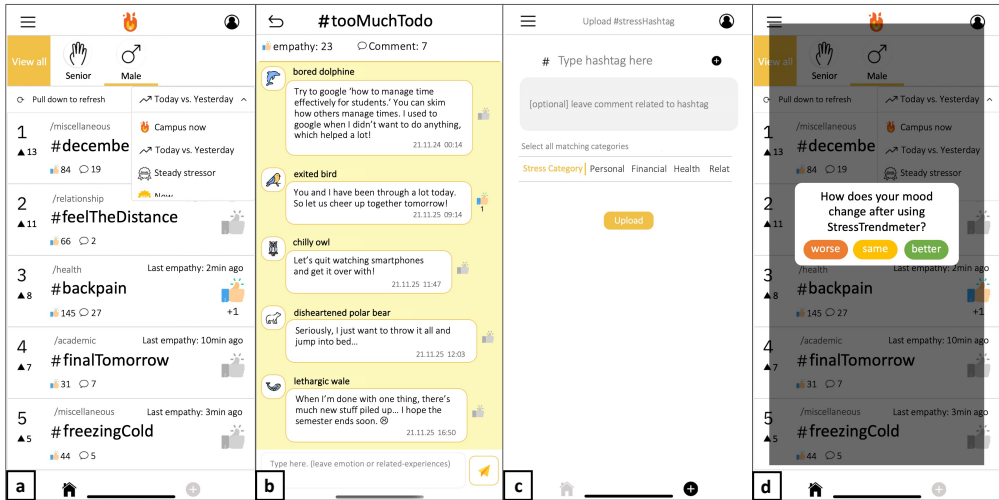 View all
Senior
Male
Pull down to refresh
Today vs. Yesterday
1
13
/miscellaneous
#decembe
84 19
Campus now
Today vs. Yesterday
Steady stressor
2
11
/relationship
#feelTheDistance
66 2
3
8
/health
Last empathy: 2min ago
#backpain
145 27
+1
4
7
/academic
Last empathy: 10min ago
#finalTomorrow
31 7
5
5
/miscellaneous
Last empathy: 3min ago
#freezingCold
44 5
a
#tooMuchTodo
empathy: 23 Comment: 7
bored dolphine
Try to google ‘how to manage time
effectively for students.’ You can skim
how others manage times. I used to
google when I didn’t want to do anything,
which helped a lot!
21.11.24 00:14
exited bird
You and I have been through a lot today.
So let us cheer up together tomorrow!
21.11.25 09:14
1
chilly owl
Let’s quit watching smartphones
and get it over with!
21.11.25 11:47
disheartened polar bear
Seriously, I just want to throw it all and
jump into bed…
21.11.25 12:03
lethargic wale
When I’m done with one thing, there’s
much new stuff piled up… I hope the
semester ends soon. ☹
21.11.25 16:50
Type here. (leave emotion or related-experiences)
b
Upload #stressHashtag
# Type hashtag here
[optional] leave comment related to hashtag
Select all matching categories
Stress Category Personal Financial Health Relat
Upload
c
View all
Senior
Male
Pull down to refresh
Today vs. Yesterday
1
13
/miscellaneous
#decembe
84 19
Campus now
Today vs. Yesterday
Steady stressor
How does your mood
change after using
StressTrendmeter?
worse same better
2
11
66 2
3
8
/health
Last empathy: 2min ago
#backpain
145 27
+1
4
7
/academic
Last empathy: 10min ago
#finalTomorrow
31 7
5
5
/miscellaneous
Last empathy: 3min ago
#freezingCold
44 5
d